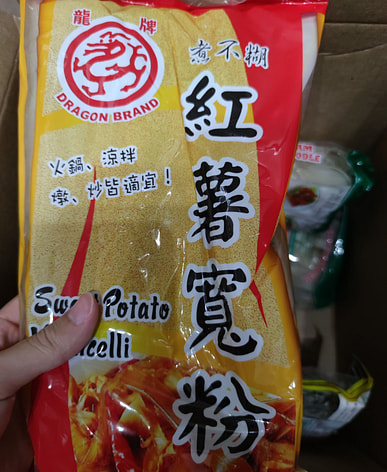 龍牌
DRAGON BRAND
煮不糊
紅薯寬粉
火鍋、涼拌
燉、炒皆適宜！
Sweet Potato